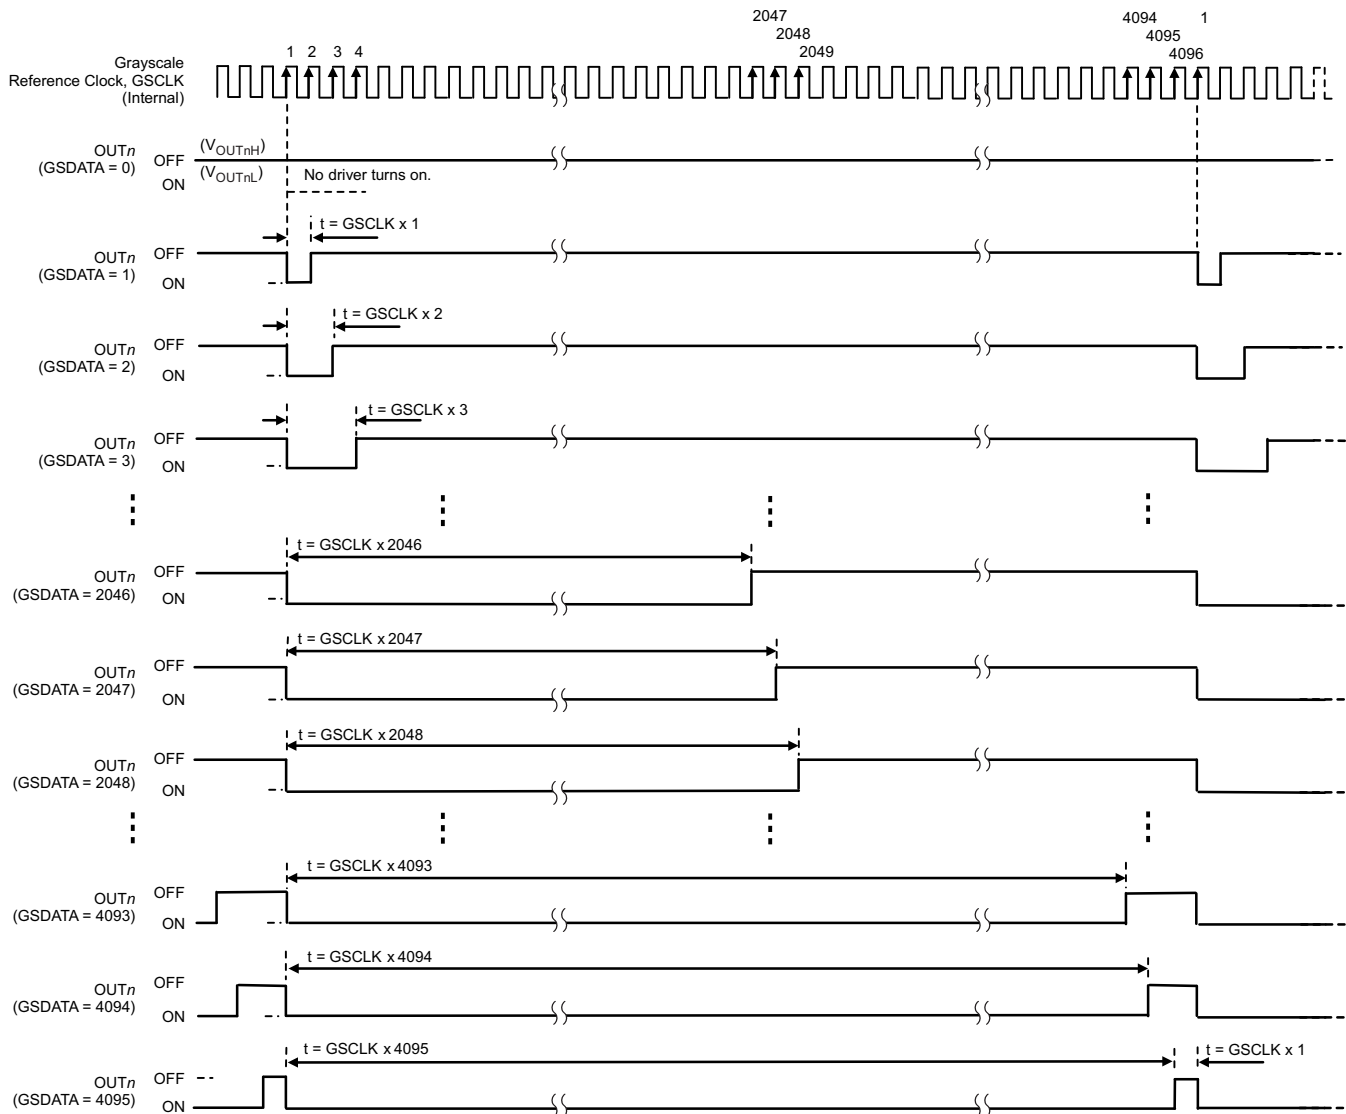 2047
2048
2049
4094
4095
4096
1
1 2 3 4
Grayscale
Reference Clock, GSCLK
(Internal)
OUTn
(GSDATA = 0)
OFF
ON
(VOUTnH)
(VOUTnL)
No driver turns on.
t = GSCLK x 1
OUTn
(GSDATA = 1)
OFF
ON
t = GSCLK x 2
OUTn
(GSDATA = 2)
OFF
ON
t = GSCLK x 3
OUTn
(GSDATA = 3)
OFF
ON
t = GSCLK x 2046
OUTn
(GSDATA = 2046)
OFF
ON
t = GSCLK x 2047
OUTn
(GSDATA = 2047)
OFF
ON
t = GSCLK x 2048
OUTn
(GSDATA = 2048)
OFF
ON
t = GSCLK x 4093
OUTn
(GSDATA = 4093)
OFF
ON
t = GSCLK x 4094
OUTn
(GSDATA = 4094)
OFF
ON
t = GSCLK x 4095
t = GSCLK x 1
OUTn
(GSDATA = 4095)
OFF
ON